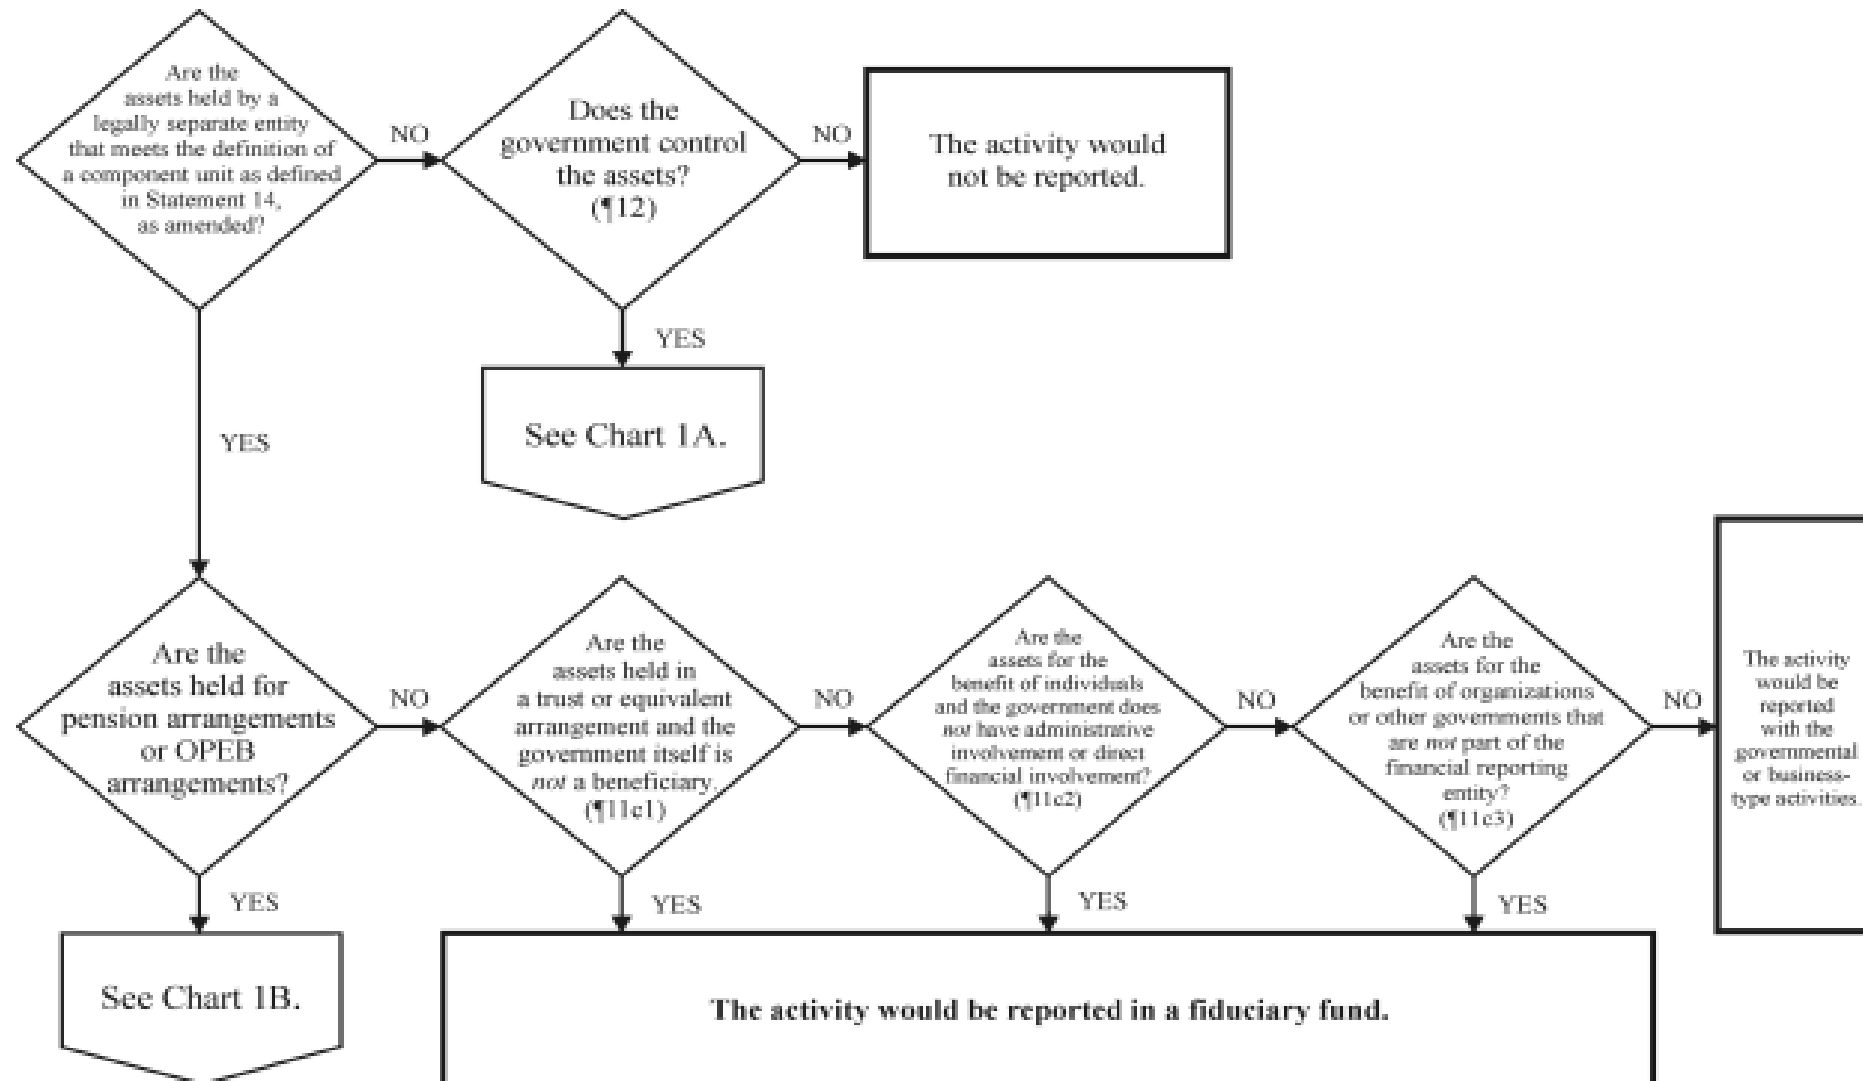 Are the
assets held by a
legally separate entity
that meets the definition of
a component unit as defined
in Statement 14,
as amended?
NO
Does the
government control
the assets?
(¶12)
NO
The activity would
not be reported.
YES
See Chart 1A.
YES
Are the
assets held for
pension arrangements
or OPEB
arrangements?
NO
Are the
assets held in
a trust or equivalent
arrangement and the
government itself is
not a beneficiary.
(¶11c1)
NO
Are the
assets for the
benefit of individuals
and the government does
not have administrative
involvement or direct
financial involvement?
(¶11c2)
NO
Are the
assets for the
benefit of organizations
or other governments that
are not part of the
financial reporting
entity?
(¶11c3)
NO
The activity
would be
reported
with the
governmental
or business-
type activities.
YES
See Chart 1B.
YES
YES
YES
The activity would be reported in a fiduciary fund.